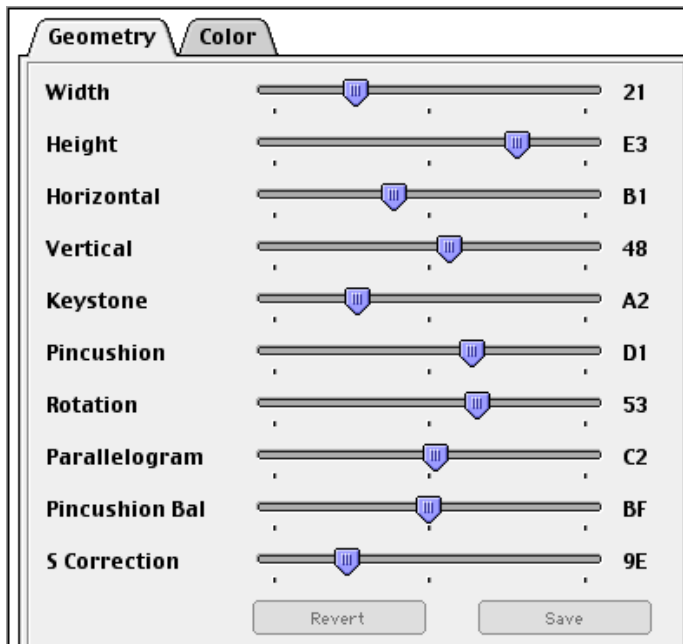 Geometry Color
Width 21
Height E3
Horizontal B1
Vertical 48
Keystone A2
Pincushion D1
Rotation 53
Parallelogram C2
Pincushion Bal BF
S Correction 9E
Revert Save